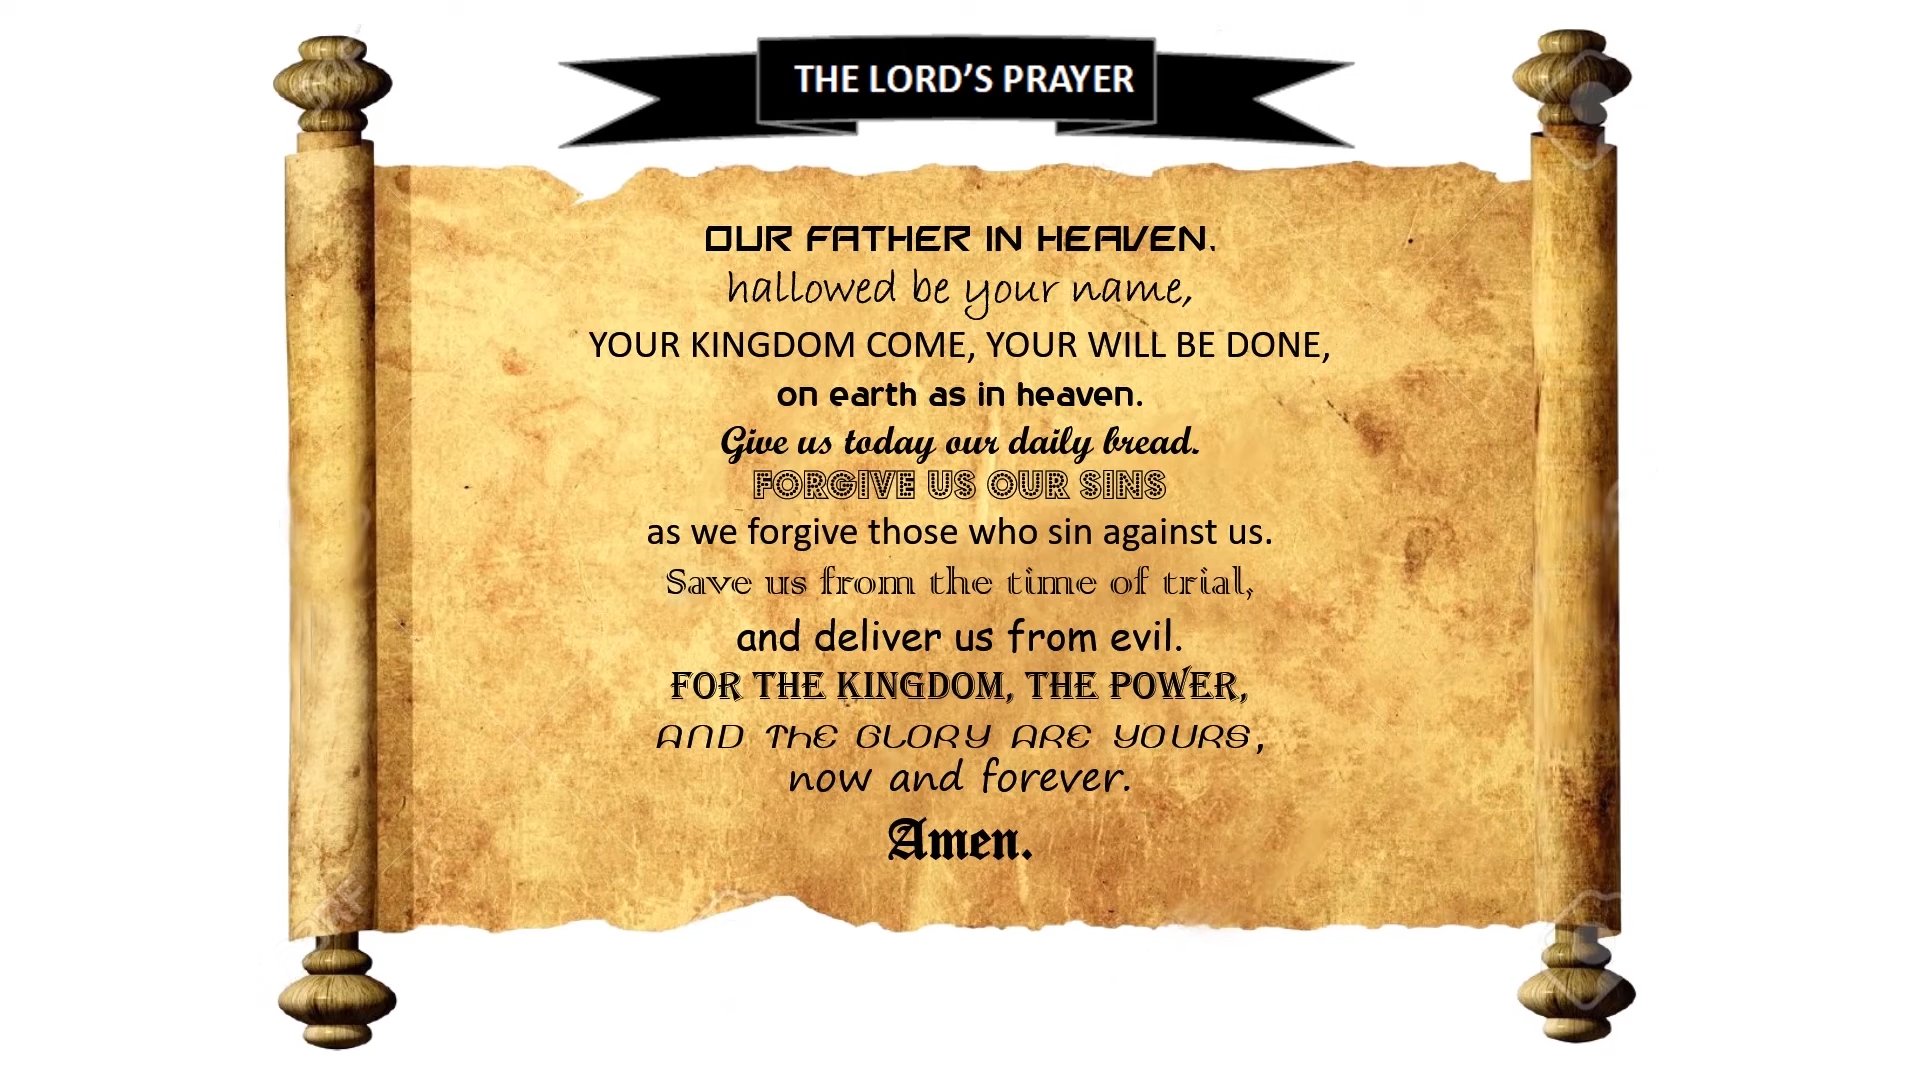 THE LORD’S PRAYER
OUR FATHER IN HEAVEN.
hallowed be your name,
YOUR KINGDOM COME, YOUR WILL BE DONE,
on earth as in heaven.
Give us today our daily bread.
FORGIVE US OUR SINS
as we forgive those who sin against us.
Save us from the time of trial,
and deliver us from evil.
FOR THE KINGDOM, THE POWER,
AND ThE GLORY ARE YOURS,
now and forever.
Amen.